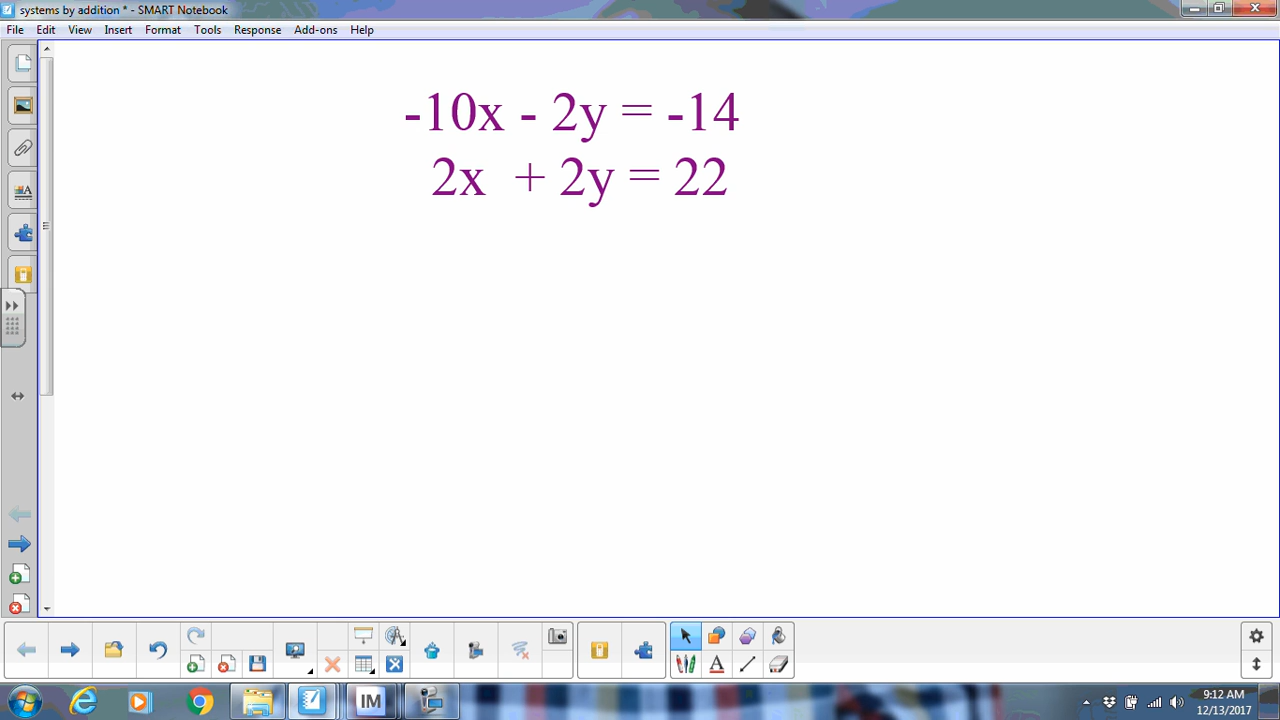 systems by addition * - SMART Notebook
File Edit View Insert Format Tools Response Add-ons Help
-10x - 2y = -14
2x + 2y = 22
IM
9:12 AM
12/13/2017